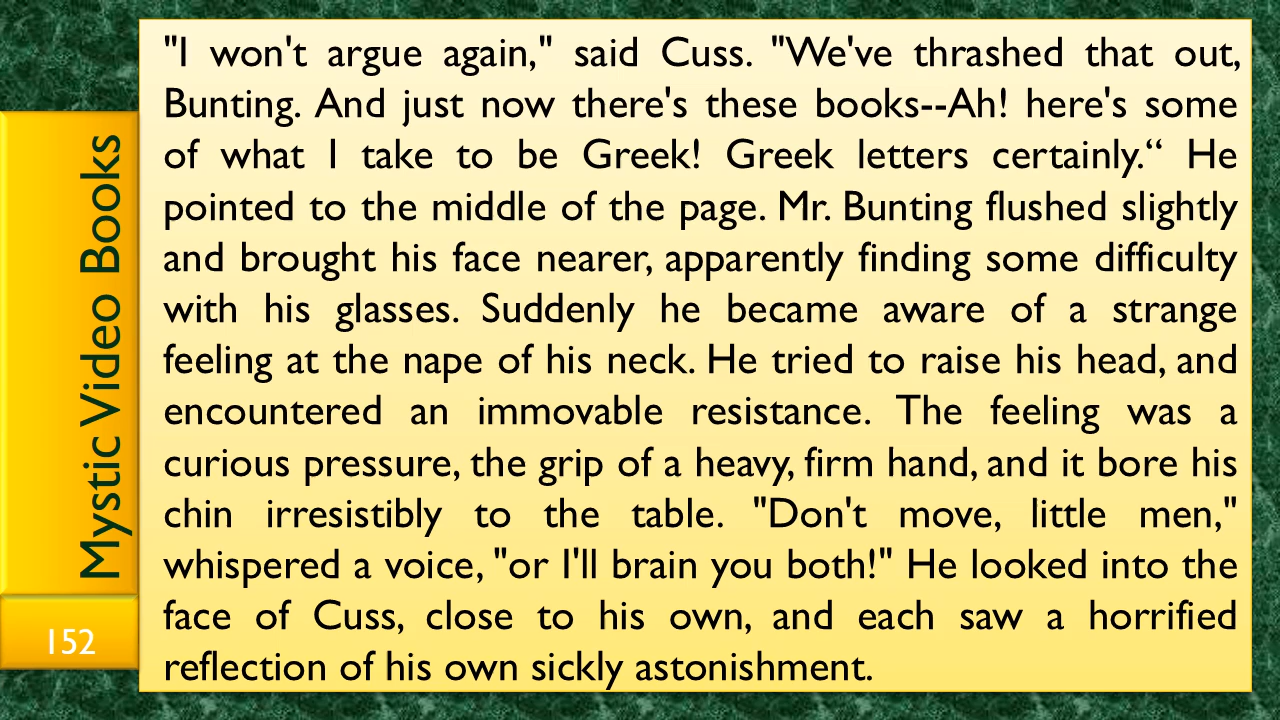 "I won't argue again," said Cuss. "We've thrashed that out,
Bunting. And just now there's these books--Ah! here's some
of what I take to be Greek! Greek letters certainly.“ He
pointed to the middle of the page. Mr. Bunting flushed slightly
and brought his face nearer, apparently finding some difficulty
with his glasses. Suddenly he became aware of a strange
feeling at the nape of his neck. He tried to raise his head, and
encountered an immovable resistance. The feeling was a
curious pressure, the grip of a heavy, firm hand, and it bore his
chin irresistibly to the table. "Don't move, little men,"
whispered a voice, "or I'll brain you both!" He looked into the
face of Cuss, close to his own, and each saw a horrified
reflection of his own sickly astonishment.
Mystic Video Books
152